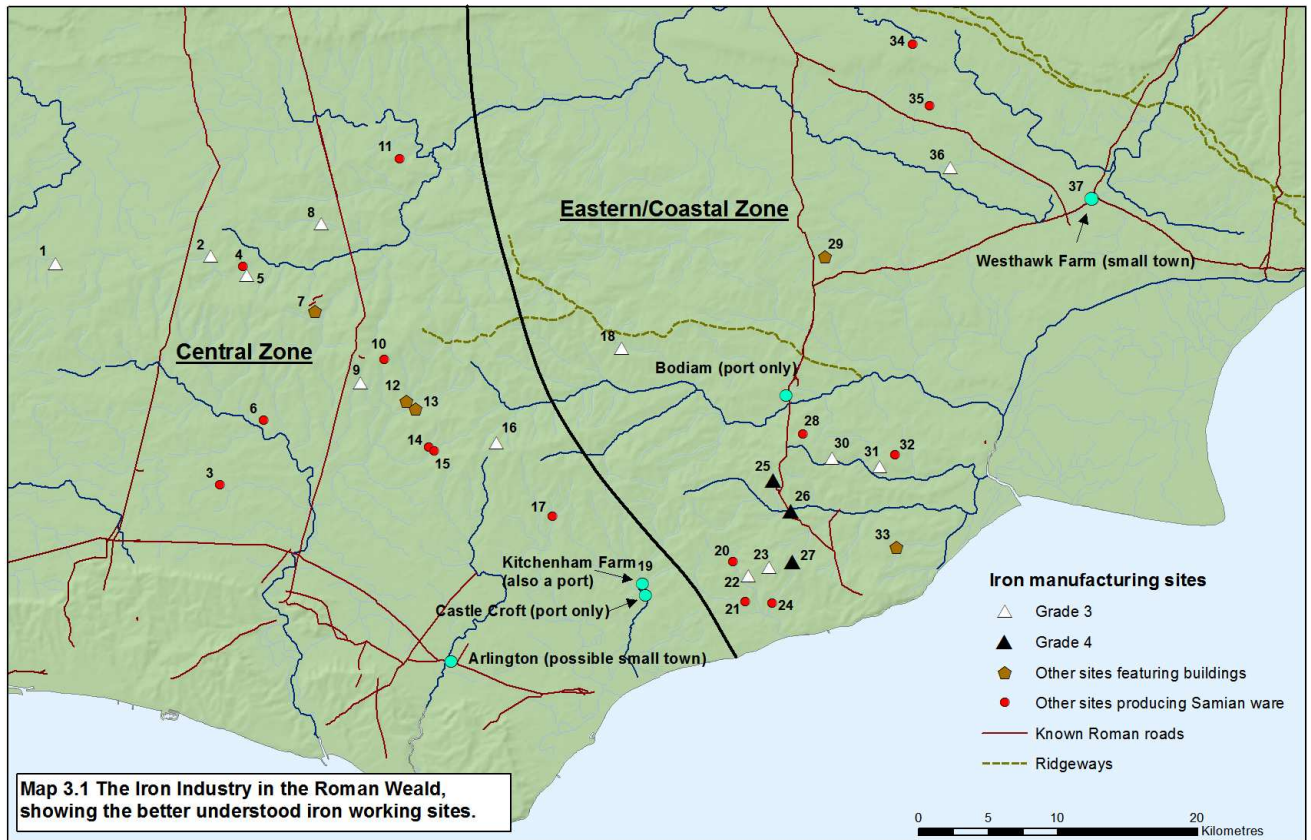 34
35
11
36
37
8
Eastern/Coastal Zone
1
2
4
5
29
Westhawk Farm (small town)
7
Central Zone
18
10
Bodiam (port only)
9
12
13
6
28
16
30
31
32
14
15
3
25
26
17
33
Kitchenham Farm
(also a port)
19
20
23
27
22
Castle Croft (port only)
21
24
Arlington (possible small town)
Iron manufacturing sites
Grade 3
Grade 4
Other sites featuring buildings
Other sites producing Samian ware
Known Roman roads
Ridgeways
Map 3.1 The Iron Industry in the Roman Weald,
showing the better understood iron working sites.
0 5 10 20
Kilometres